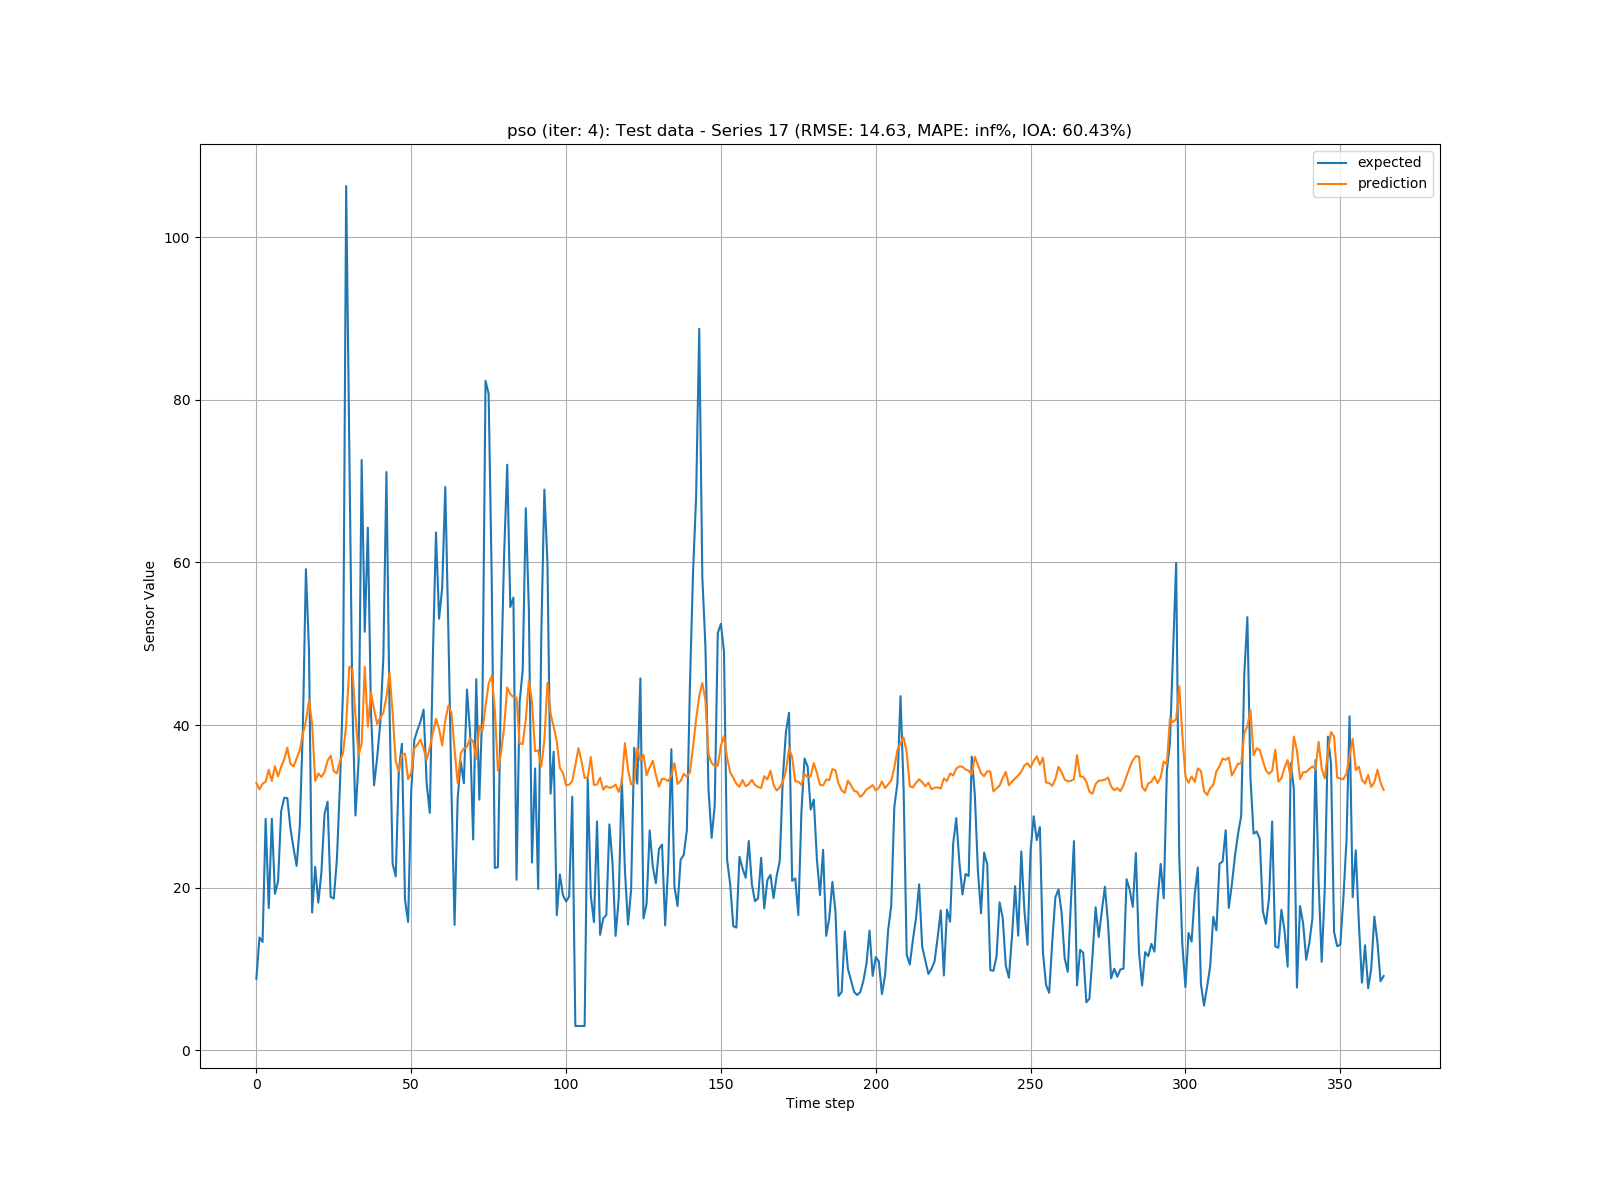 pso (iter: 4): Test data - Series 17 (RMSE: 14.63, MAPE: inf%, IOA: 60.43%)
expected
prediction
100
80
60
40
20
0
Sensor Value
0 50 100 150 200 250 300 350
Time step